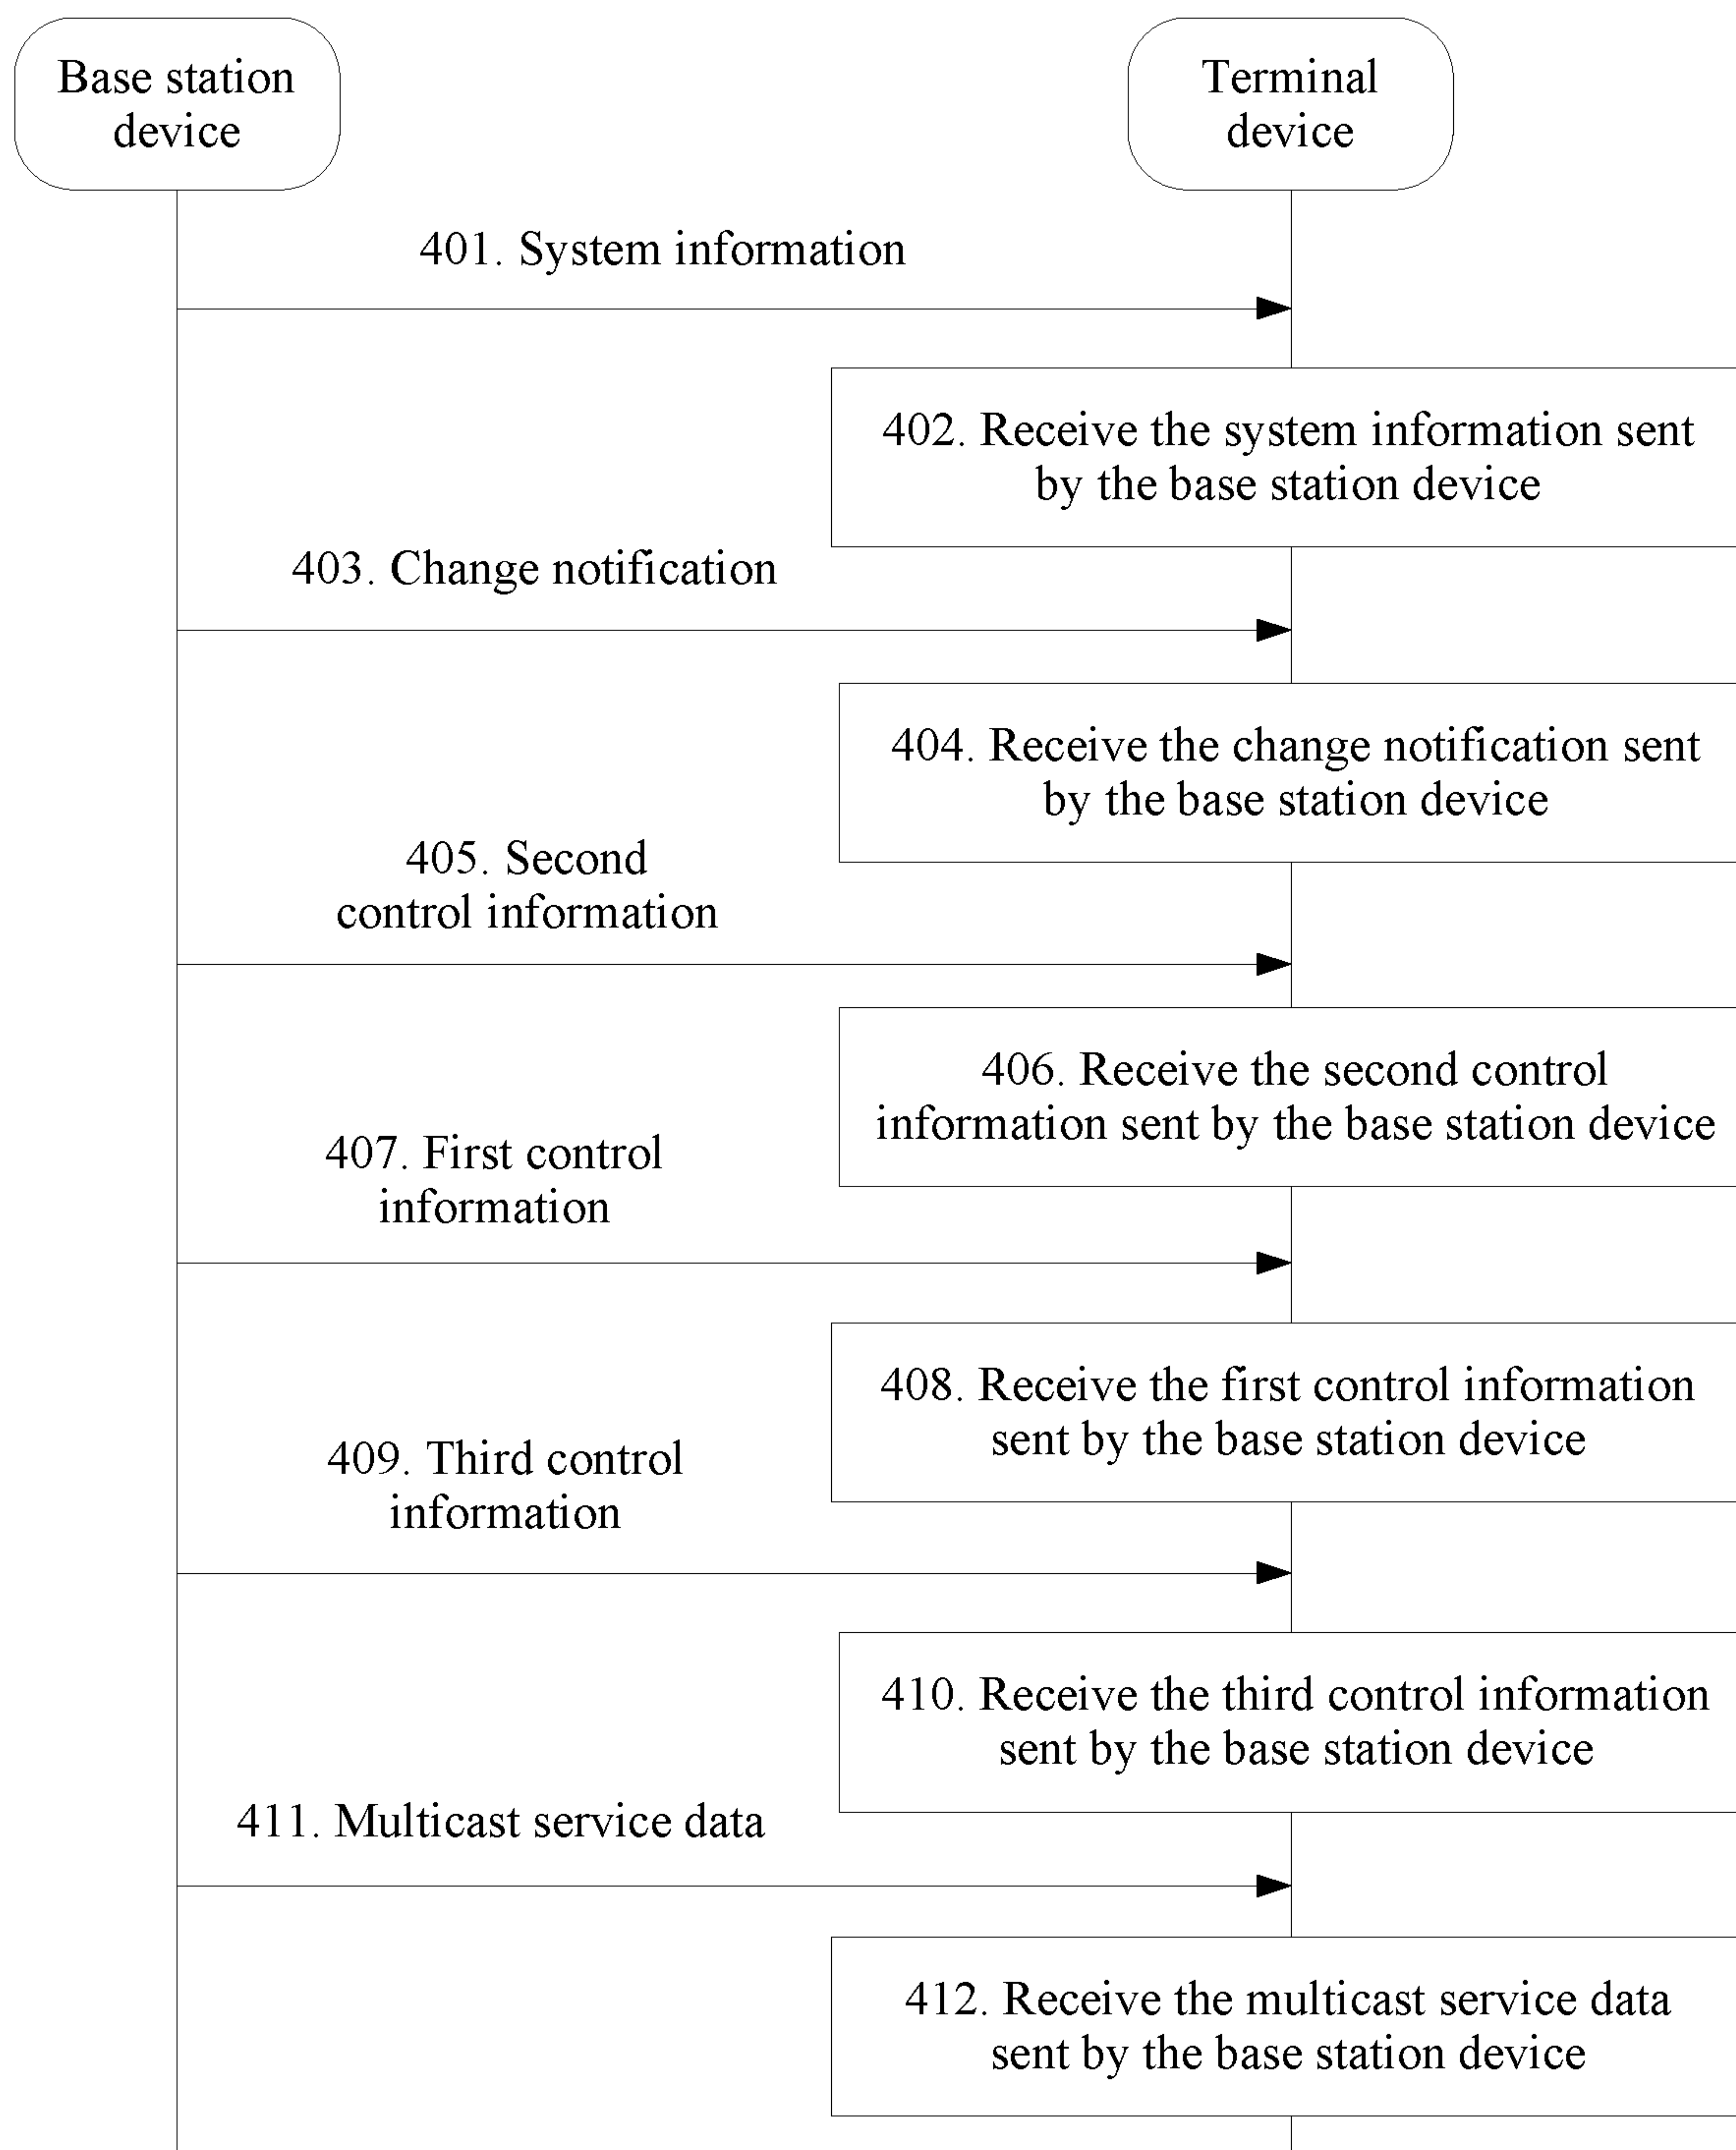 Base station
device
Terminal
device
401. System information
402. Receive the system information sent
by the base station device
403. Change notification
404. Receive the change notification sent
by the base station device
405. Second
control information
406. Receive the second control
information sent by the base station device
407. First control
information
408. Receive the first control information
sent by the base station device
409. Third control
information
410. Receive the third control information
sent by the base station device
411. Multicast service data
412. Receive the multicast service data
sent by the base station device